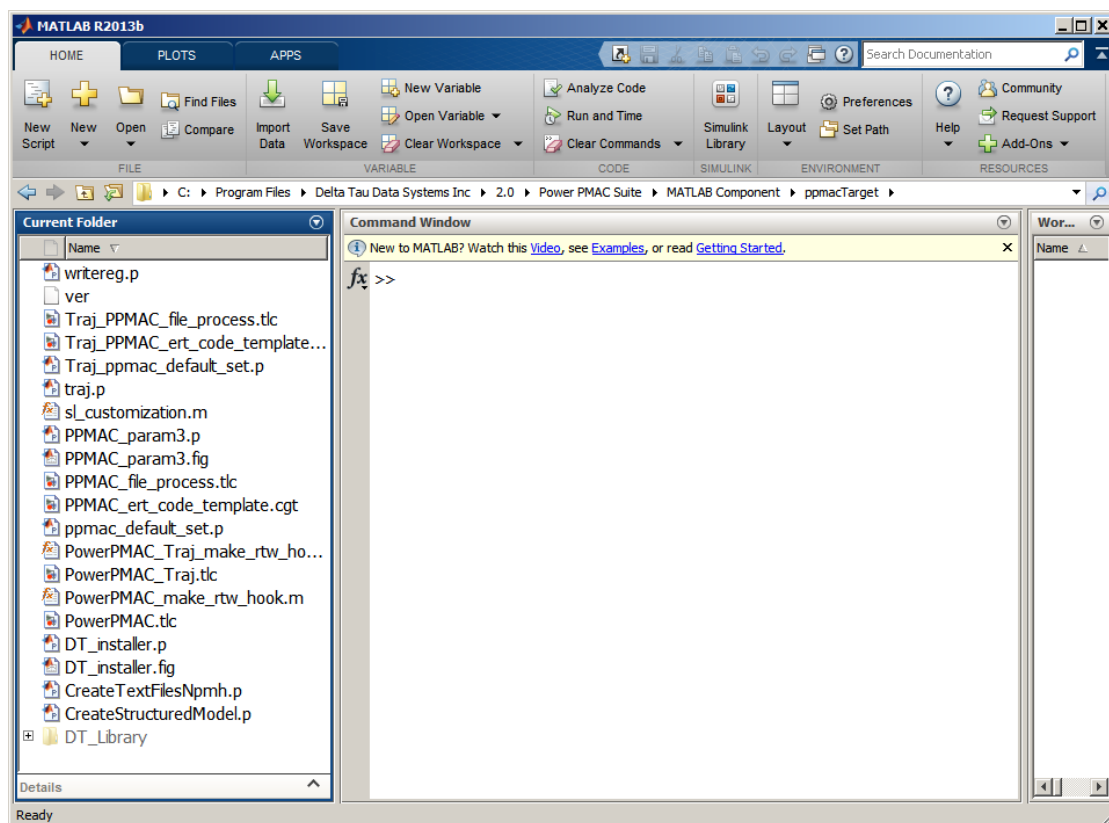 MATLAB R2013b
HOME PLOTS APPS Search Documentation
New Script
New
Open
Find Files
Compare
FILE
Import Data
Save Workspace
New Variable
Open Variable
Clear Workspace
VARIABLE
Analyze Code
Run and Time
Clear Commands
CODE
Simulink Library
SIMULINK
Layout
Preferences
Set Path
ENVIRONMENT
Help
Community
Request Support
Add-Ons
RESOURCES
C: Program Files Delta Tau Data Systems Inc 2.0 Power PMAC Suite MATLAB Component ppmacTarget
Current Folder
Name
writereg.p
ver
Traj_PPMAC_file_process.tlc
Traj_PPMAC_ert_code_template...
Traj_ppmac_default_set.p
traj.p
sl_customization.m
PPMAC_param3.p
PPMAC_param3.fig
PPMAC_file_process.tlc
PPMAC_ert_code_template.cgt
ppmac_default_set.p
PowerPMAC_Traj_make_rtw_ho...
PowerPMAC_Traj.tlc
PowerPMAC_make_rtw_hook.m
PowerPMAC.tlc
DT_installer.p
DT_installer.fig
CreateTextFilesNpmh.p
CreateStructuredModel.p
DT_Library
Details
Command Window
New to MATLAB? Watch this Video, see Examples, or read Getting Started.
fx >>
Wor...
Name
Ready